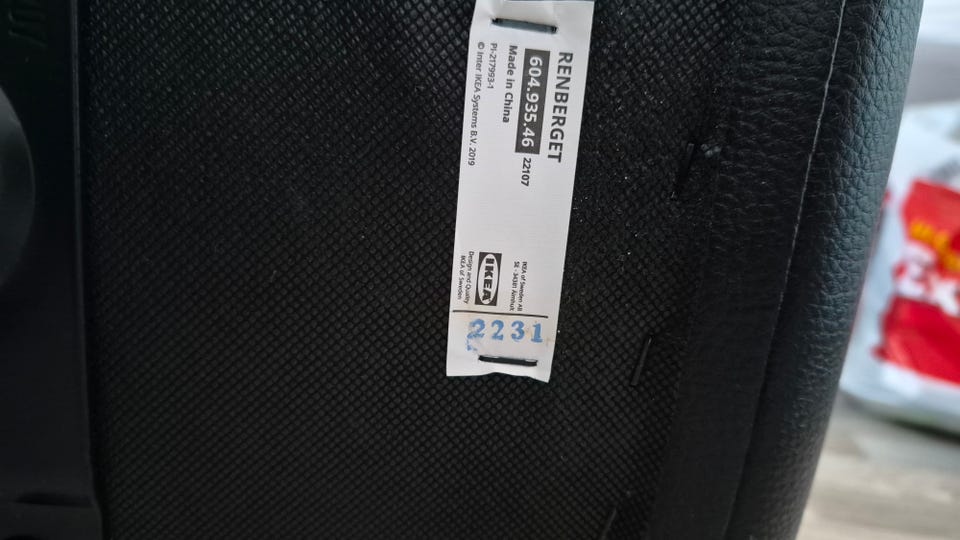 RENBERGET
604.935.46 22107
Made in China
PI-217993-1
© Inter IKEA Systems B.V. 2019
IKEA of Sweden AB
SE - 34381 Älmhult
IKEA
Design and Quality
IKEA of Sweden
2231